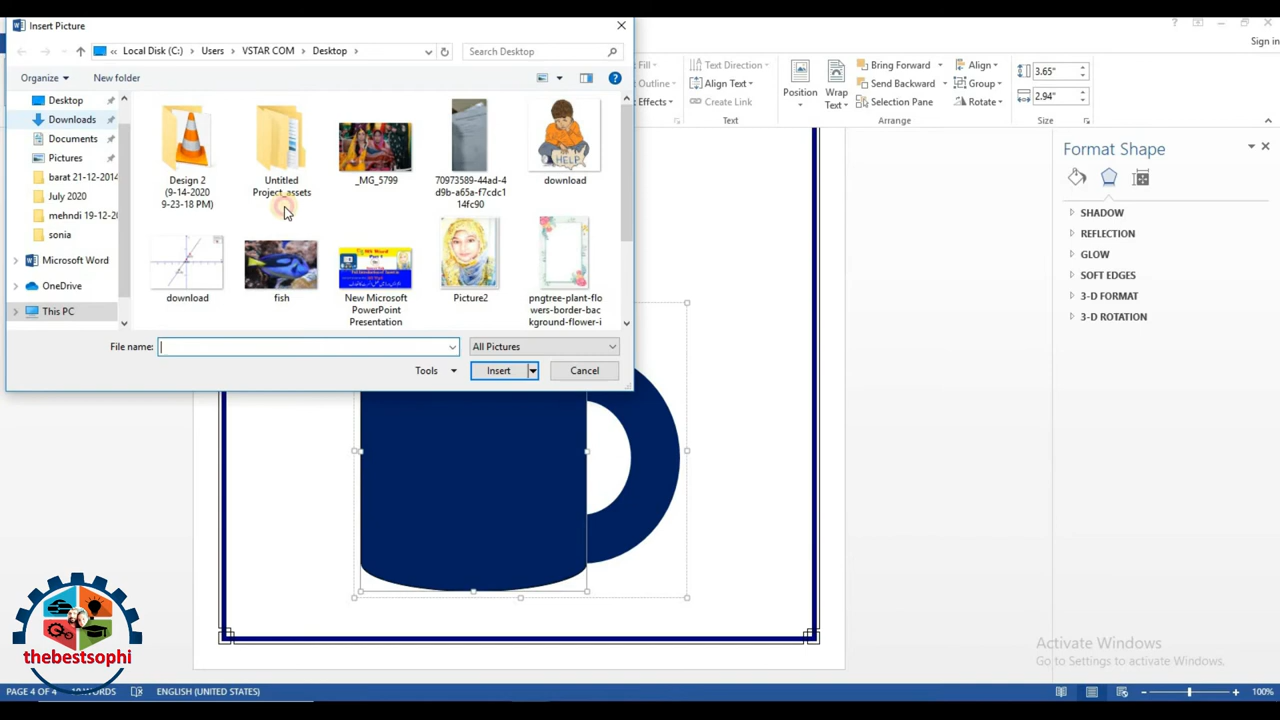 Insert Picture
Sign in
« Local Disk (C:) › Users › VSTAR COM › Desktop ›
Search Desktop
Organize
New folder
Desktop
Downloads
Documents
Pictures
barat 21-12-2014
July 2020
mehndi 19-12-20
sonia
Microsoft Word
OneDrive
This PC
Design 2
(9-14-2020
9-23-18 PM)
Untitled
Project_assets
_MG_5799
70973589-44ad-4
d9b-a65a-f7cdc1
14fc90
HELP
download
download
fish
MS Word
New Microsoft
PowerPoint
Presentation
Picture2
pngtree-plant-flo
wers-border-bac
kground-flower-i
File name:
All Pictures
Tools
Insert
Cancel
Fill
Outline
Effects
Text Direction
Align Text
Create Link
Text
Position
Wrap
Text
Bring Forward
Send Backward
Selection Pane
Arrange
Align
Group
Rotate
3.65"
2.94"
Size
Format Shape
SHADOW
REFLECTION
GLOW
SOFT EDGES
3-D FORMAT
3-D ROTATION
thebestsophi
Activate Windows
Go to Settings to activate Windows.
PAGE 4 OF 4
WORDS
ENGLISH (UNITED STATES)
100%